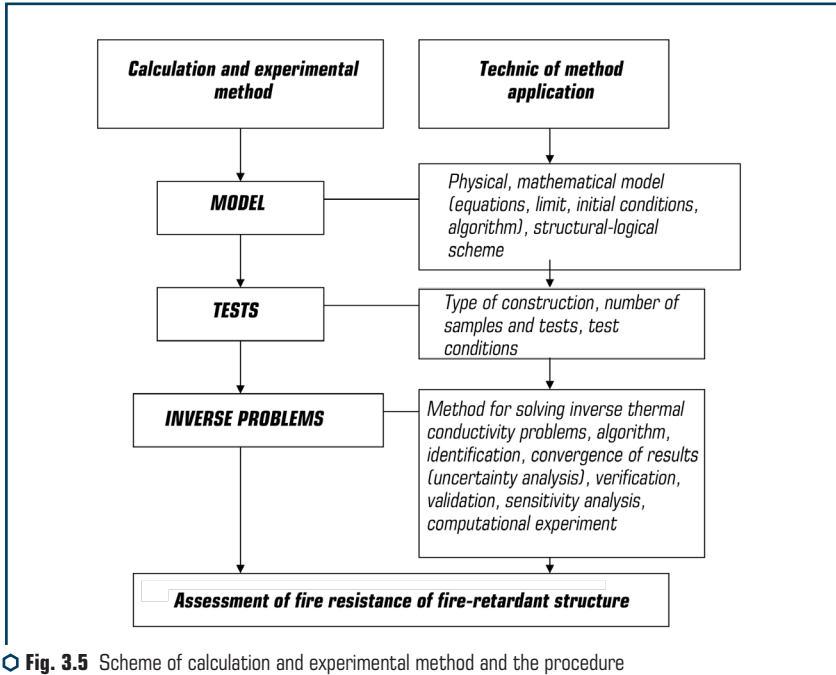 Calculation and experimental
method
Technic of method
application
MODEL
Physical, mathematical model
(equations, limit, initial conditions,
algorithm), structural-logical
scheme
TESTS
Type of construction, number of
samples and tests, test
conditions
INVERSE PROBLEMS
Method for solving inverse thermal
conductivity problems, algorithm,
identification, convergence of results
(uncertainty analysis), verification,
validation, sensitivity analysis,
computational experiment
Assessment of fire resistance of fire-retardant structure
Fig. 3.5 Scheme of calculation and experimental method and the procedure